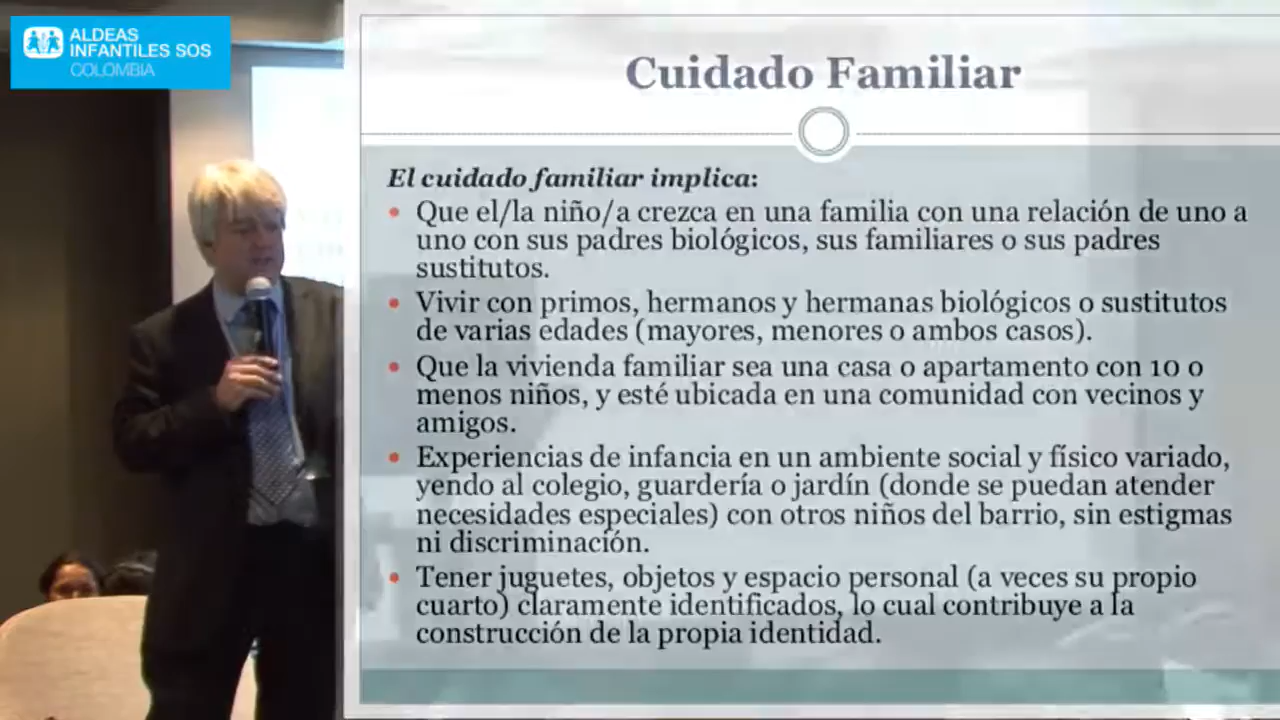 ALDEAS
INFANTILES SOS
COLOMBIA
Cuidado Familiar
El cuidado familiar implica:
• Que el/la niño/a crezca en una familia con una relación de uno a
uno con sus padres biológicos, sus familiares o sus padres
sustitutos.
• Vivir con primos, hermanos y hermanas biológicos o sustitutos
de varias edades (mayores, menores o ambos casos).
• Que la vivienda familiar sea una casa o apartamento con 10 o
menos niños, y esté ubicada en una comunidad con vecinos y
amigos.
• Experiencias de infancia en un ambiente social y físico variado,
yendo al colegio, guardería o jardín (donde se puedan atender
necesidades especiales) con otros niños del barrio, sin estigmas
ni discriminación.
• Tener juguetes, objetos y espacio personal (a veces su propio
cuarto) claramente identificados, lo cual contribuye a la
construcción de la propia identidad.